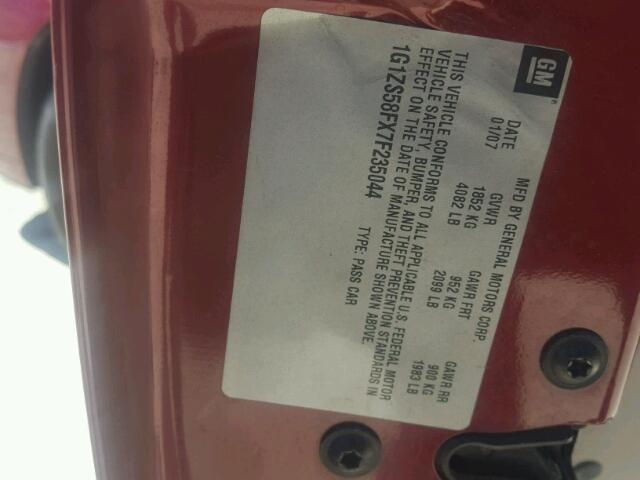 GM®
MFD BY GENERAL MOTORS CORP.
DATE GVWR GAWR FRT GAWR RR
01/07 1852 KG 952 KG 900 KG
4082 LB 2099 LB 1983 LB
THIS VEHICLE CONFORMS TO ALL APPLICABLE U.S. FEDERAL MOTOR
VEHICLE SAFETY, BUMPER, AND THEFT PREVENTION STANDARDS IN
EFFECT ON THE DATE OF MANUFACTURE SHOWN ABOVE.
1G1ZS58FX7F235044 TYPE: PASS CAR